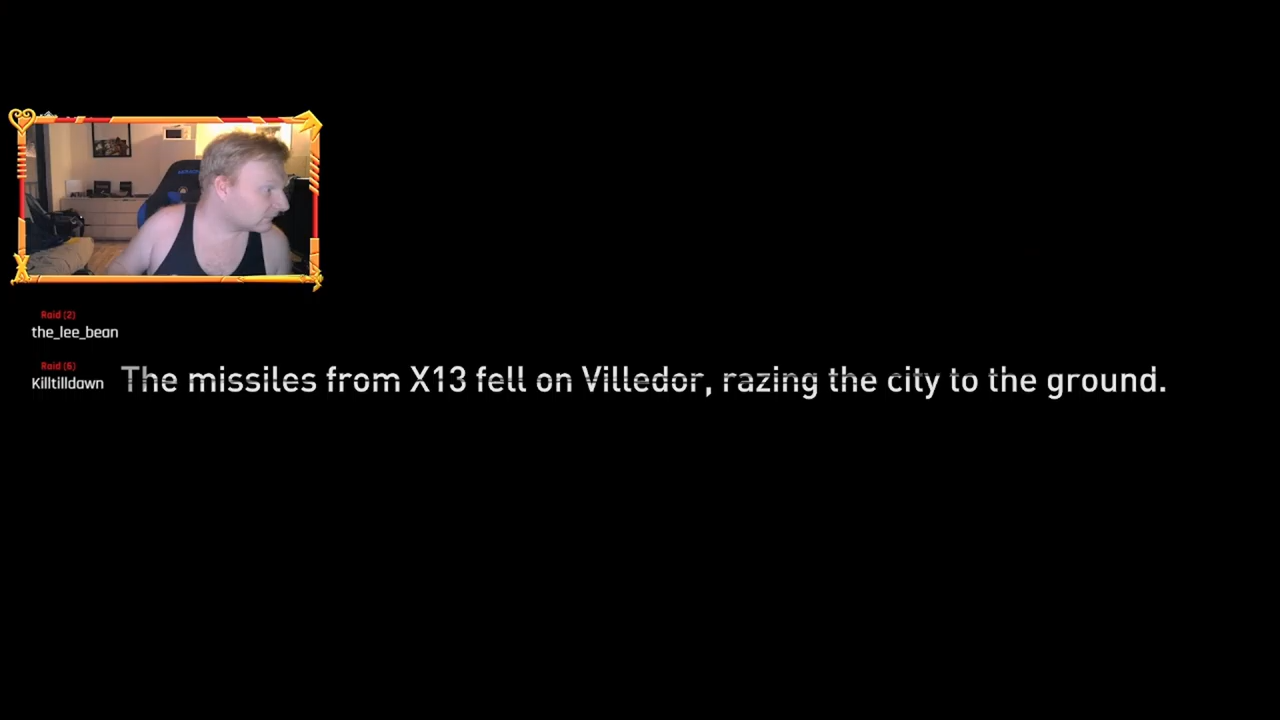 Raid (2)
the_lee_bean
Raid (6)
Killtilldawn
The missiles from X13 fell on Villedor, razing the city to the ground.